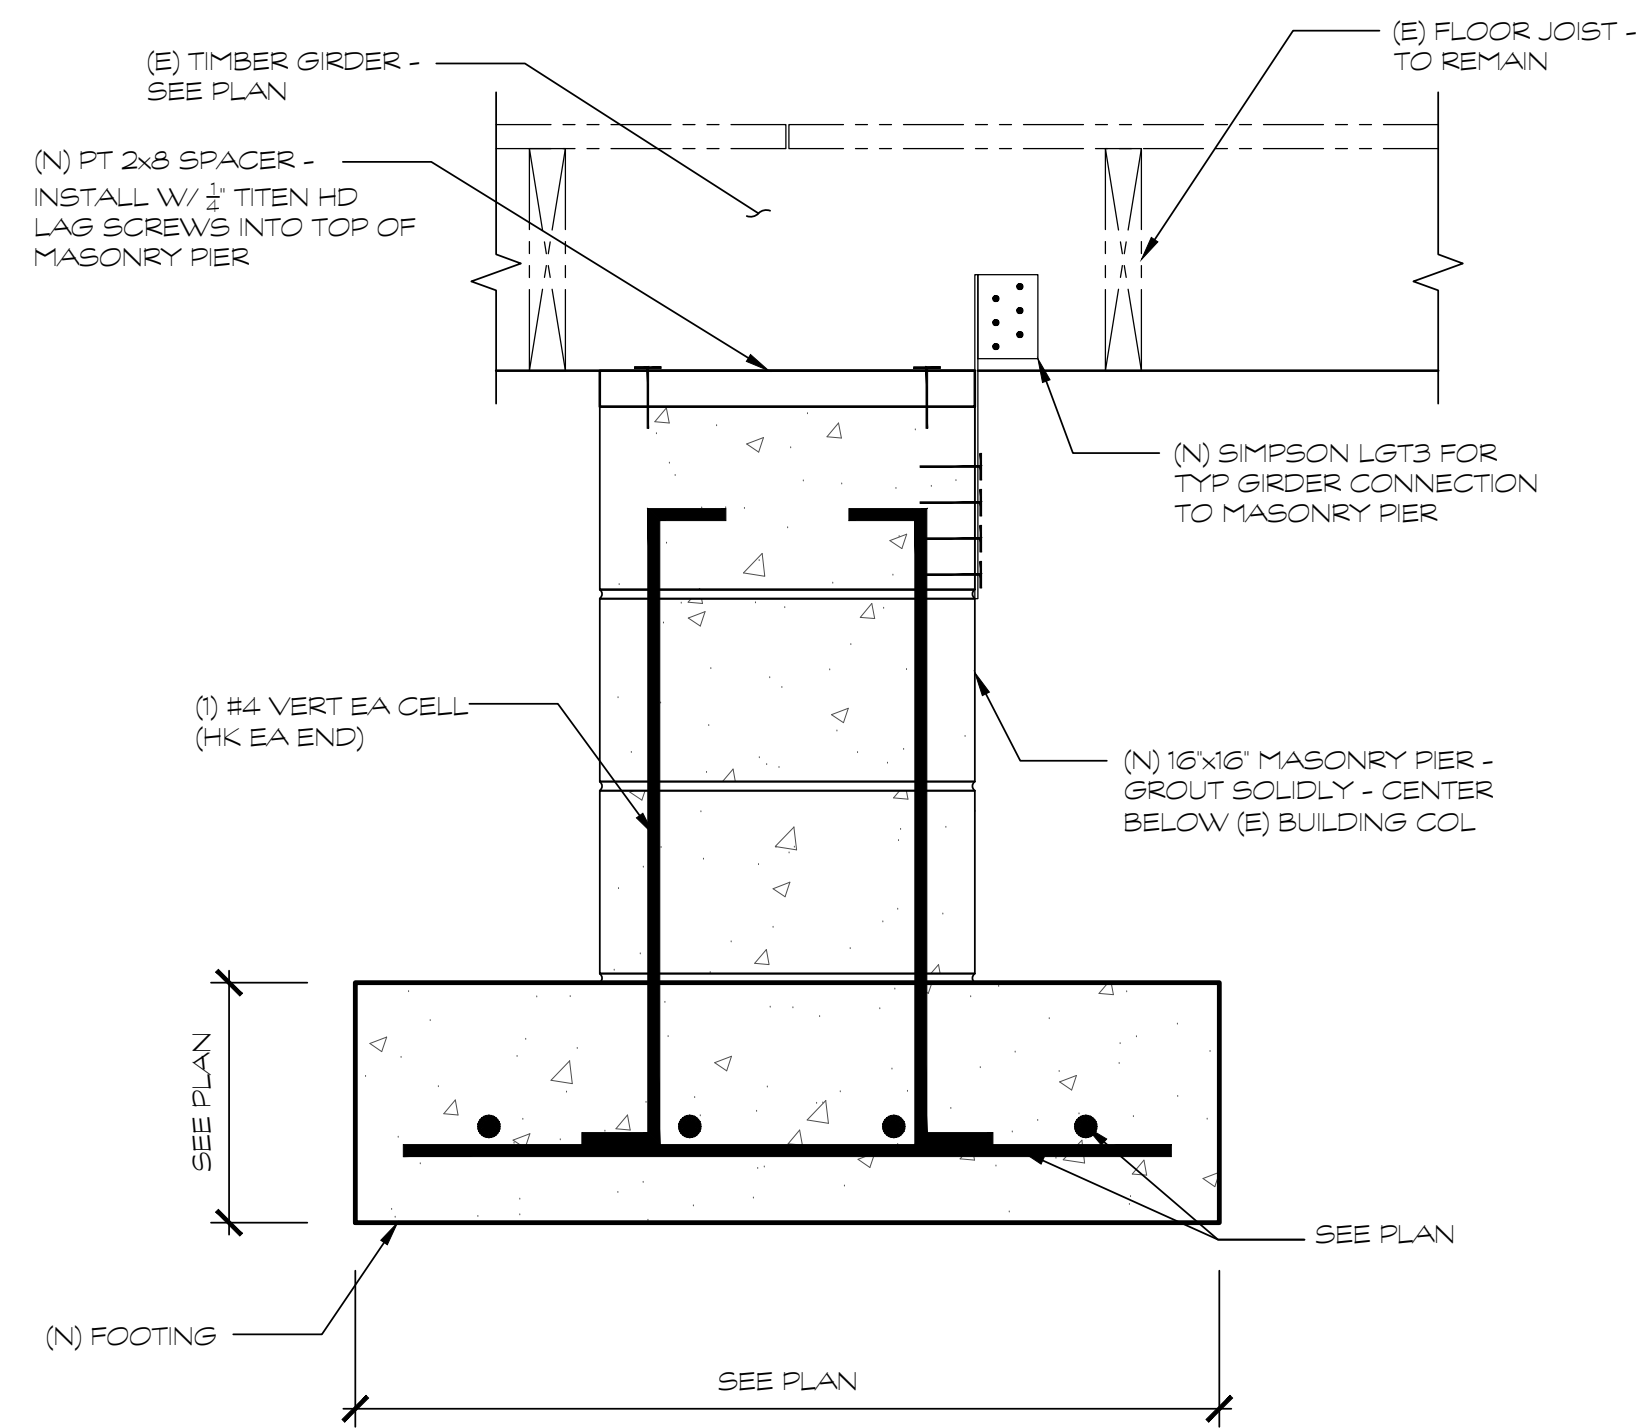 (E) TIMBER GIRDER -
SEE PLAN
(E) FLOOR JOIST -
TO REMAIN
(N) PT 2x8 SPACER -
INSTALL W/ 1/4" TITEN HD
LAG SCREWS INTO TOP OF
MASONRY PIER
(N) SIMPSON LGT3 FOR
TYP GIRDER CONNECTION
TO MASONRY PIER
(1) #4 VERT EA CELL
(HK EA END)
(N) 16"x16" MASONRY PIER -
GROUT SOLIDLY - CENTER
BELOW (E) BUILDING COL
SEE PLAN
SEE PLAN
(N) FOOTING
SEE PLAN